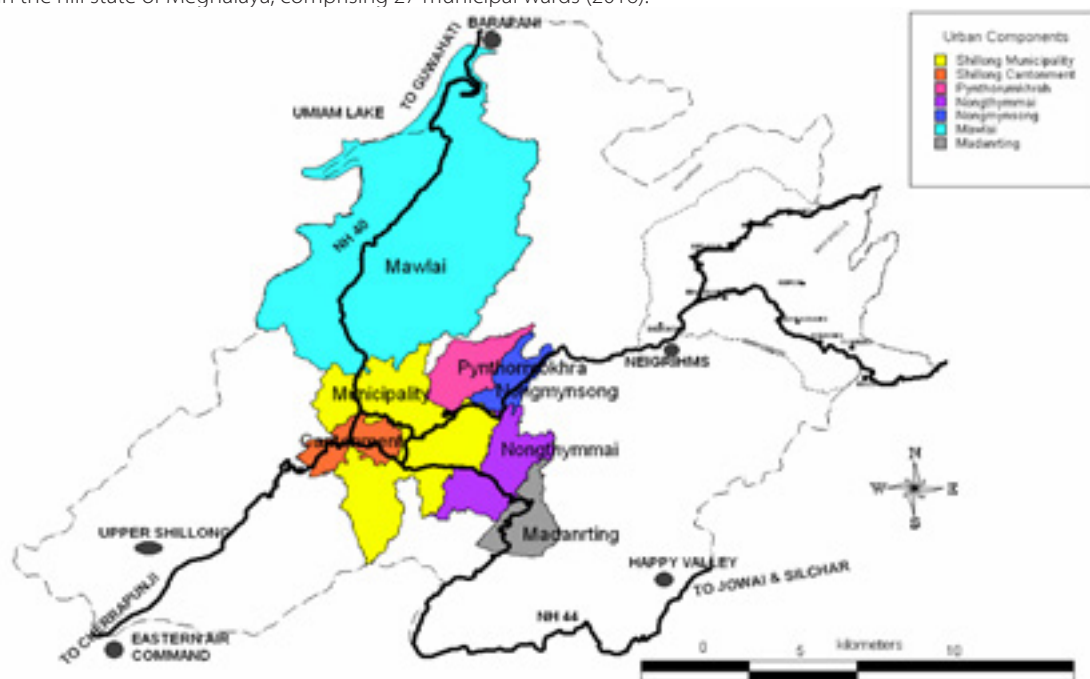 in the hill state of Meghalaya, comprising 27 municipal wards (2016).
BARAPANI
TO GUWAHATI
UMIAM LAKE
NH 40
Mawlai
Urban Components
Shillong Municipality
Shillong Cantonment
Pynthorumkhrah
Nongthymmai
Nongmynsong
Mawlai
Madanrting
NEIGRIHMS
Pynthormokhra
Municipality
Nongmynsong
Cantonment
Nongthymmai
N
W
E
S
UPPER SHILLONG
Madanrting
HAPPY VALLEY
TO JOWAI & SILCHAR
TO CHERRAPUNJI
NH 44
EASTERN AIR
COMMAND
kilometers
0
5
10